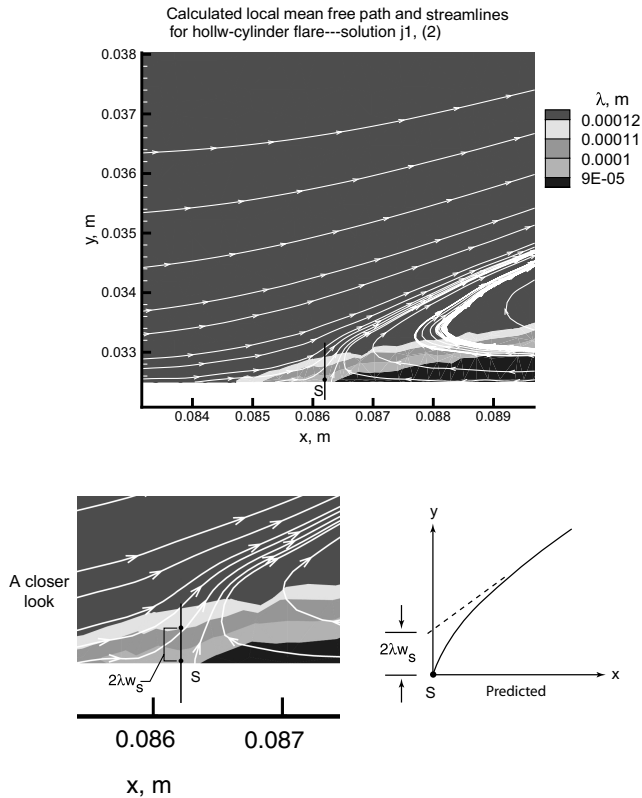 Calculated local mean free path and streamlines
for hollw-cylinder flare---solution j1, (2)
0.038
0.037
0.036
0.035
0.034
0.033
y, m
λ, m
0.00012
0.00011
0.0001
9E-05
S
0.084 0.085 0.086 0.087 0.088 0.089
x, m
A closer
look
2λws
S
0.086 0.087
x, m
y
2λws
S
Predicted
x